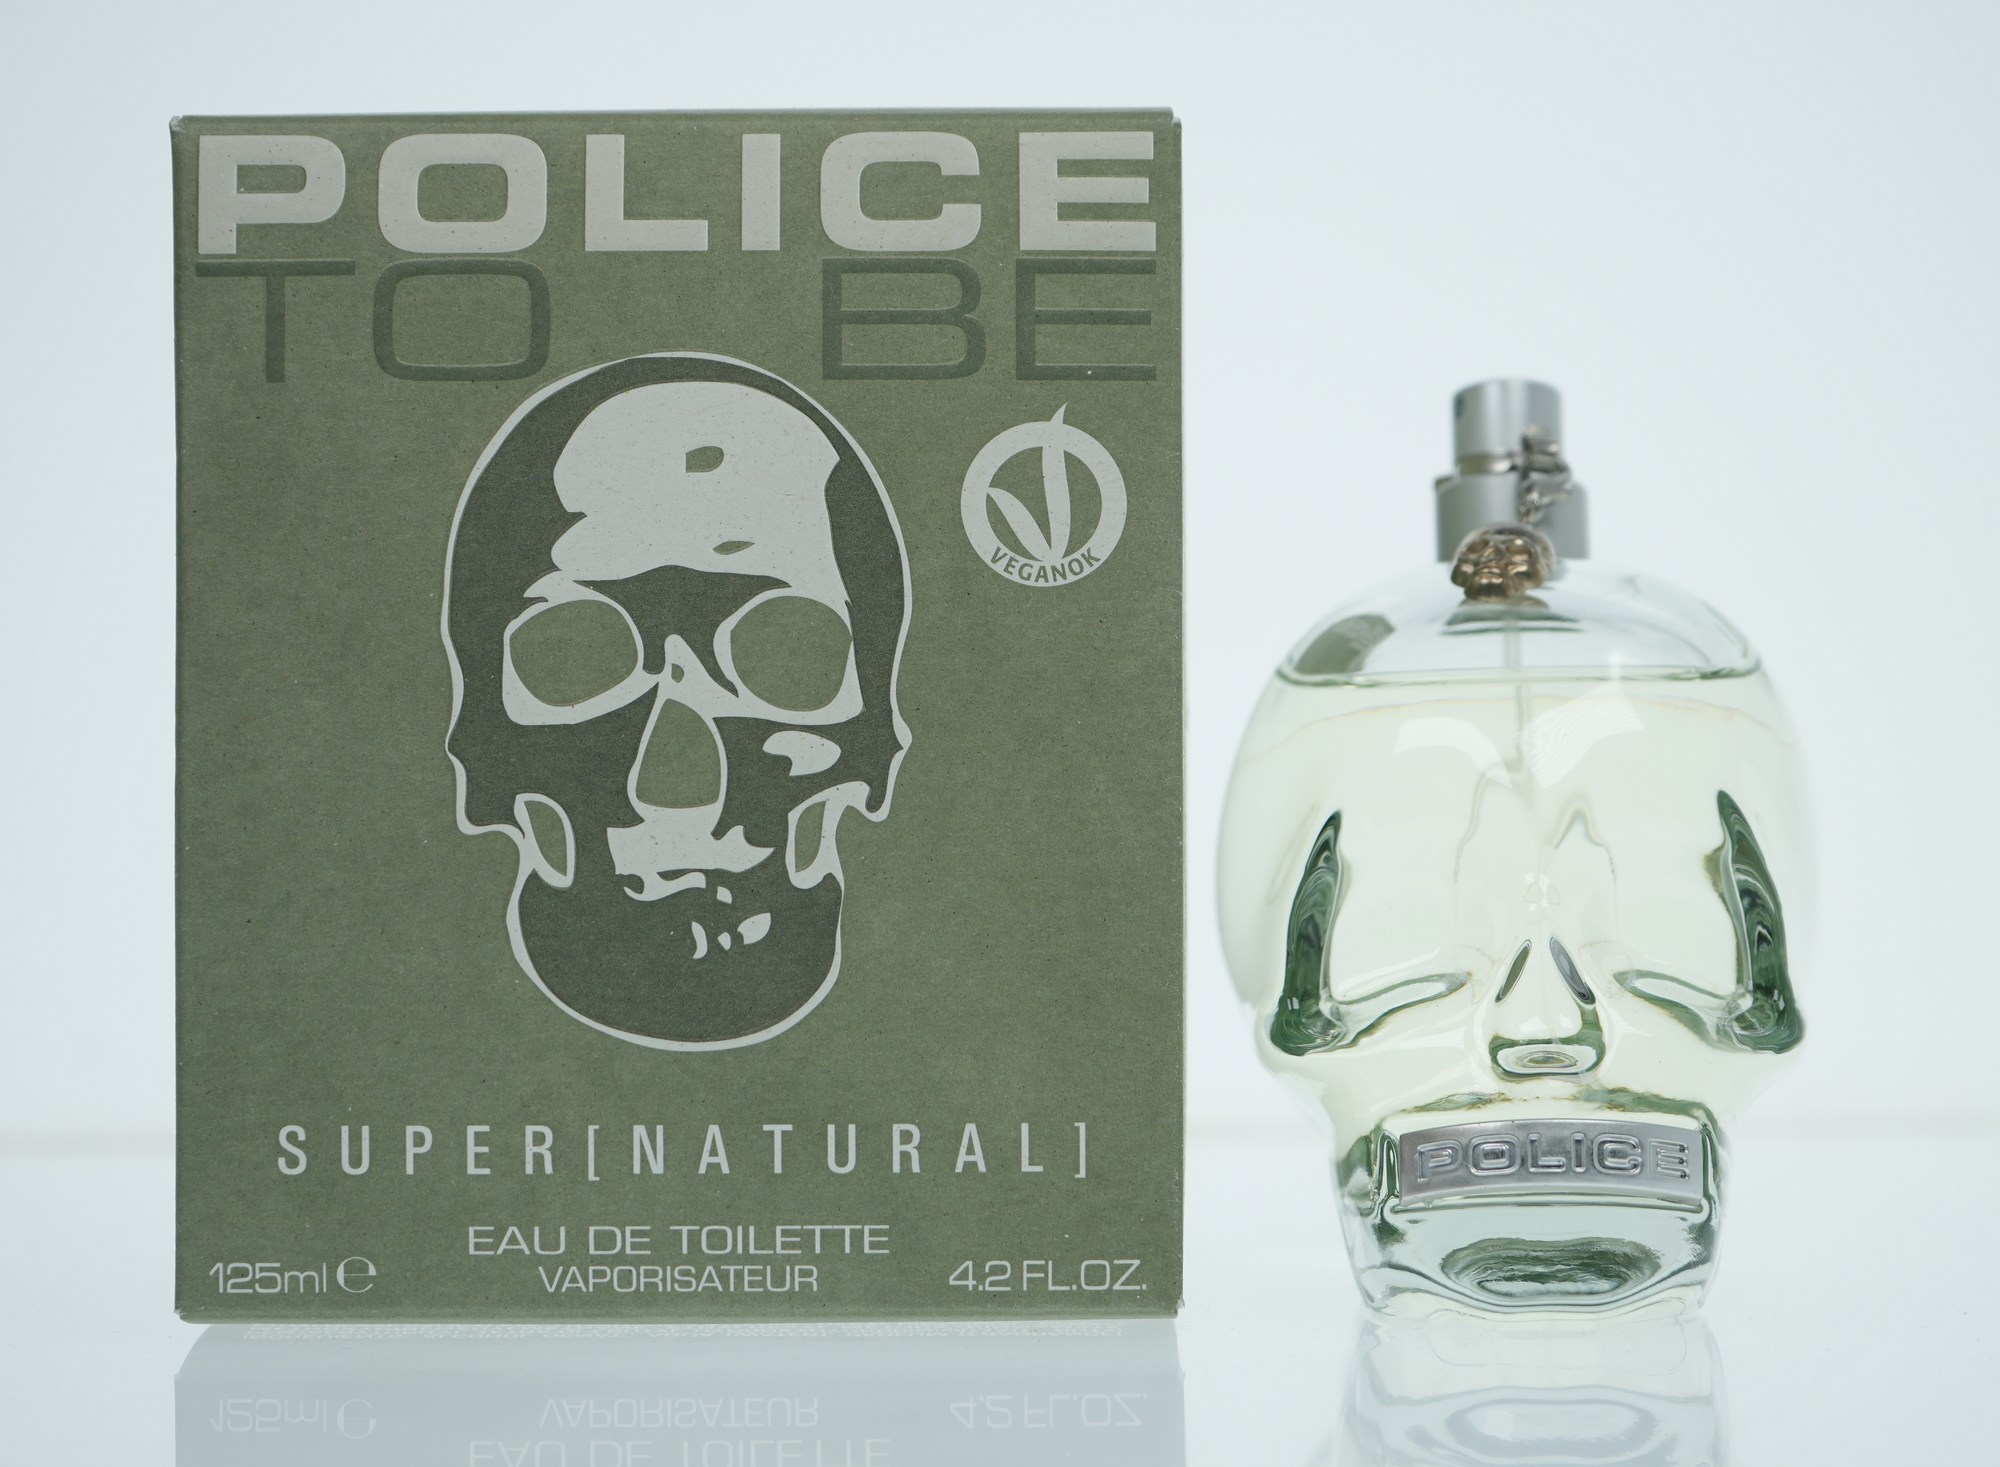 POLICE
TO BE
VEGANOK
SUPER[NATURAL]
EAU DE TOILETTE
VAPORISATEUR
125ml e
4.2 FL.OZ.
POLICE